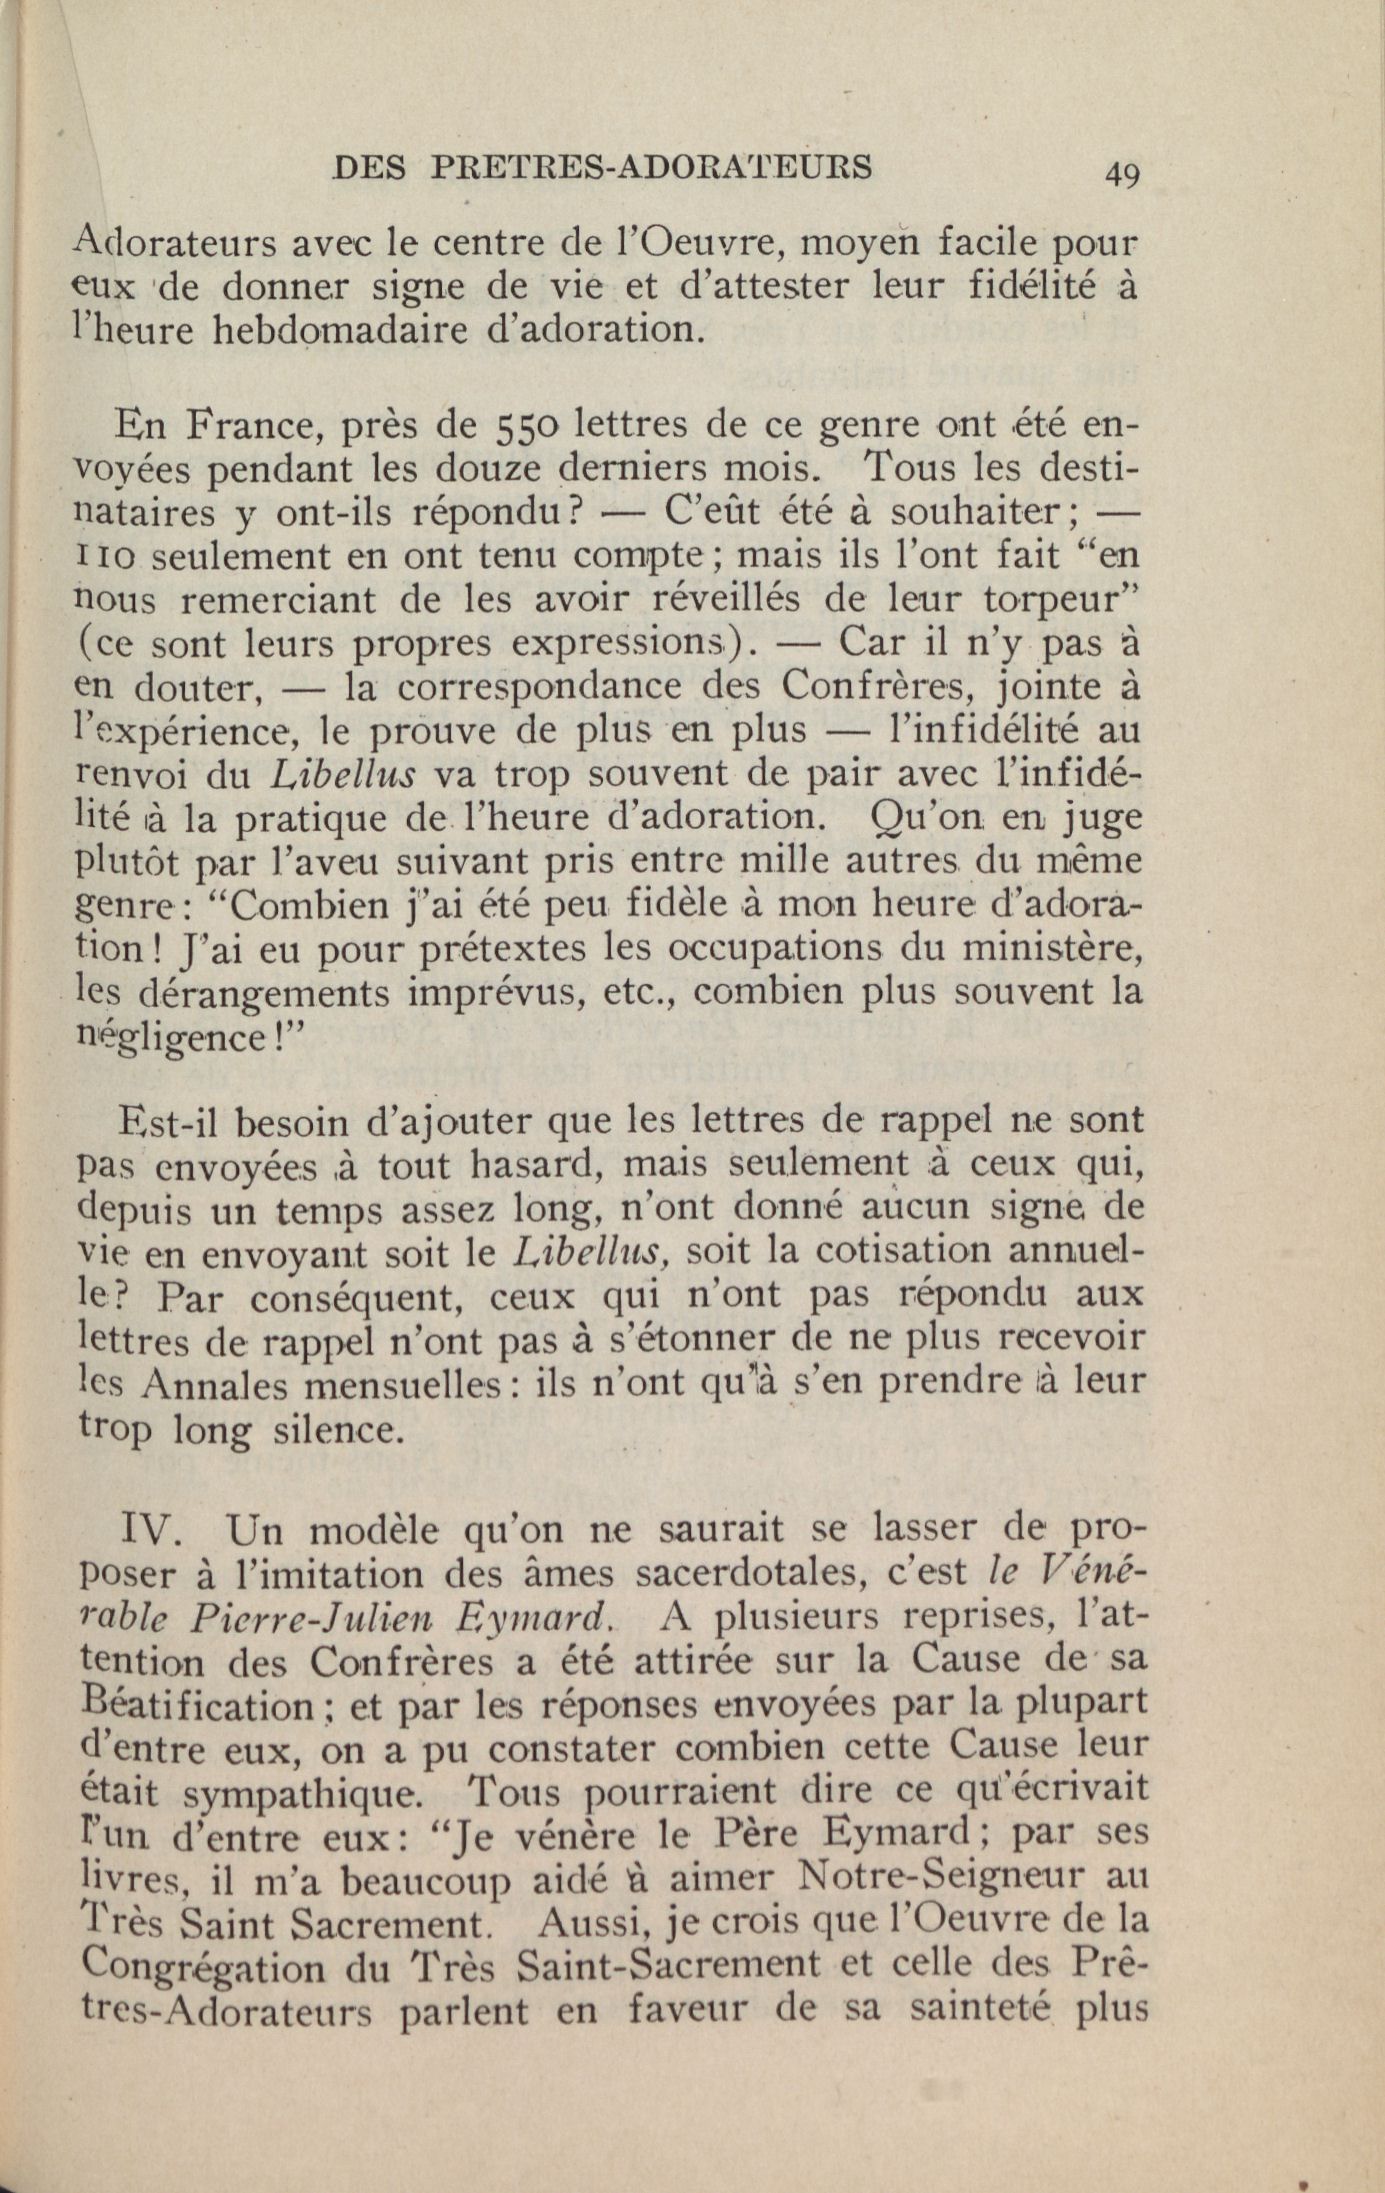 DES PRETRES-ADORATEURS 49
Adorateurs avec le centre de l'Oeuvre, moyen facile pour
eux de donner signe de vie et d'attester leur fidélité à
l'heure hebdomadaire d'adoration.
En France, près de 550 lettres de ce genre ont été en-
voyées pendant les douze derniers mois. Tous les desti-
nataires y ont-ils répondu? — C'eût été à souhaiter; —
110 seulement en ont tenu compte; mais ils l'ont fait “en
nous remerciant de les avoir réveillés de leur torpeur”
(ce sont leurs propres expressions). — Car il n'y pas à
en douter, — la correspondance des Confrères, jointe à
l'expérience, le prouve de plus en plus — l'infidélité au
renvoi du Libellus va trop souvent de pair avec l'infidé-
lité à la pratique de l'heure d'adoration. Qu'on en juge
plutôt par l'aveu suivant pris entre mille autres du même
genre: “Combien j'ai été peu fidèle à mon heure d'adora-
tion! J'ai eu pour prétextes les occupations du ministère,
les dérangements imprévus, etc., combien plus souvent la
négligence!”
Est-il besoin d'ajouter que les lettres de rappel ne sont
pas envoyées à tout hasard, mais seulement à ceux qui,
depuis un temps assez long, n'ont donné aucun signe de
vie en envoyant soit le Libellus, soit la cotisation annuel-
le? Par conséquent, ceux qui n'ont pas répondu aux
lettres de rappel n'ont pas à s'étonner de ne plus recevoir
les Annales mensuelles: ils n'ont qu'à s'en prendre à leur
trop long silence.
IV. Un modèle qu'on ne saurait se lasser de pro-
poser à l'imitation des âmes sacerdotales, c'est le Véné-
rable Pierre-Julien Eymard. A plusieurs reprises, l'at-
tention des Confrères a été attirée sur la Cause de sa
Béatification; et par les réponses envoyées par la plupart
d'entre eux, on a pu constater combien cette Cause leur
était sympathique. Tous pourraient dire ce qu'écrivait
l'un d'entre eux: “Je vénère le Père Eymard; par ses
livres, il m'a beaucoup aidé à aimer Notre-Seigneur au
Très Saint Sacrement. Aussi, je crois que l'Oeuvre de la
Congrégation du Très Saint-Sacrement et celle des Prê-
tres-Adorateurs parlent en faveur de sa sainteté plus